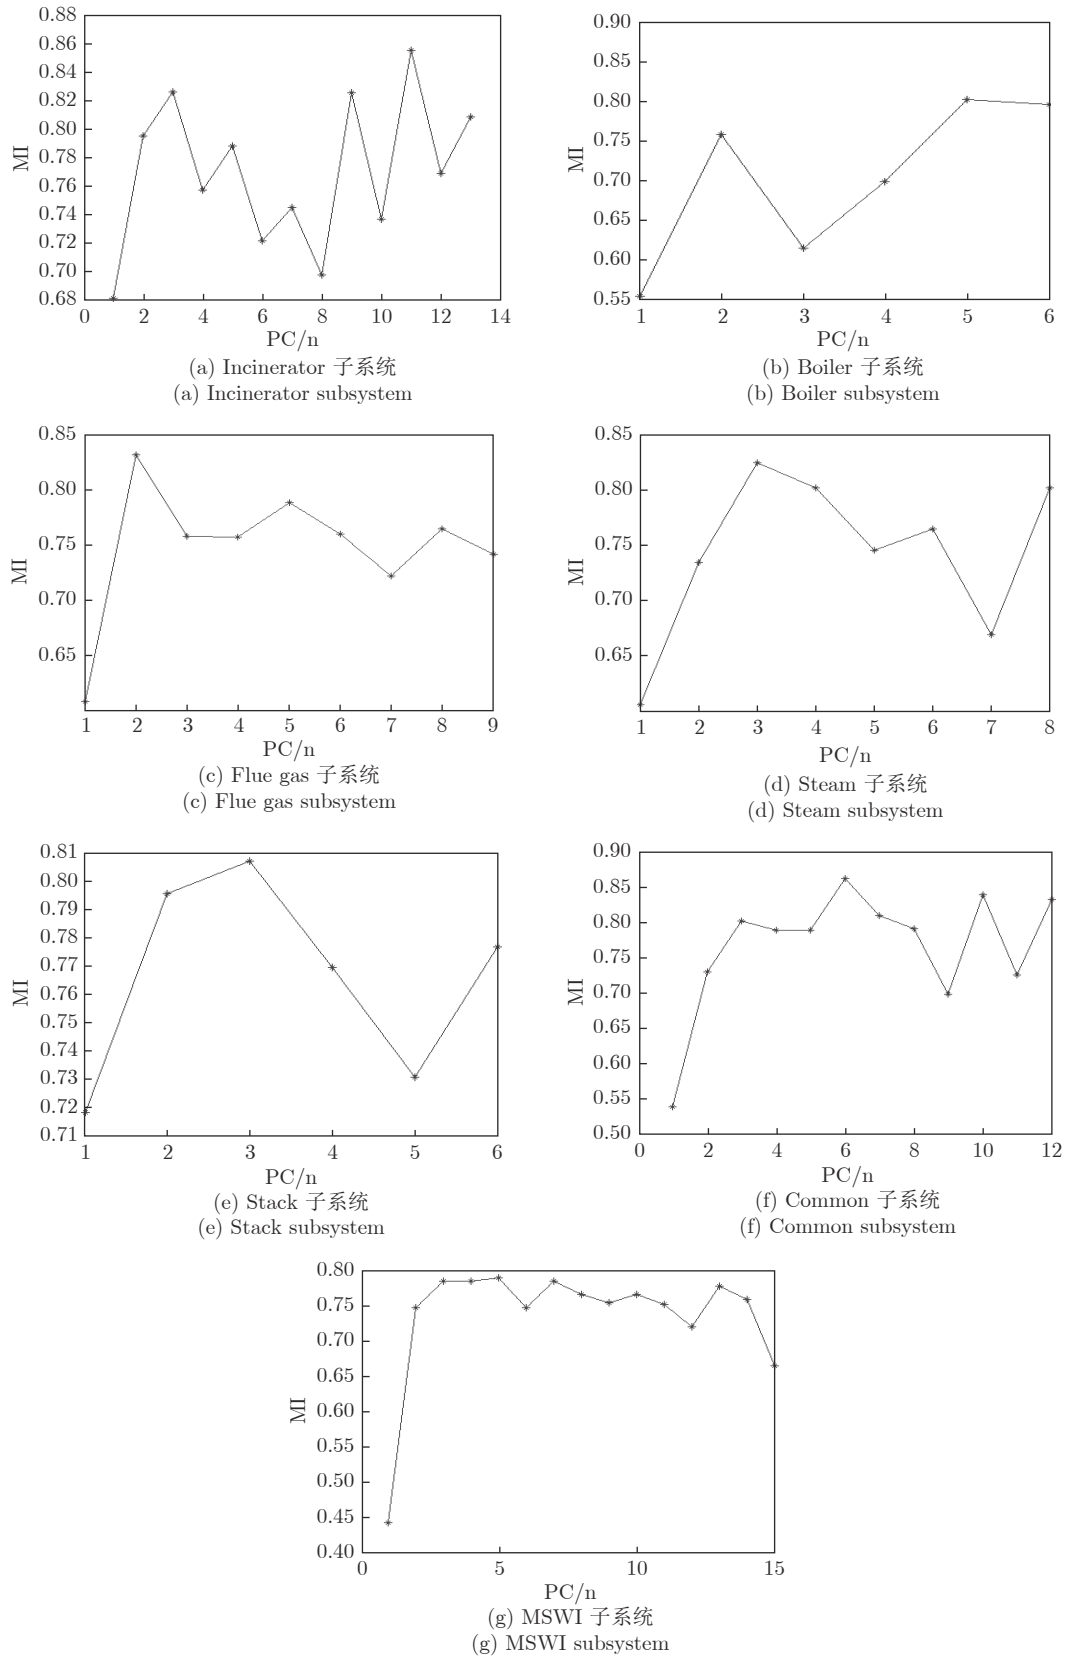 0.88
0.86
0.84
0.82
0.80
0.78
0.76
0.74
0.72
0.70
0.68
MI
0 2 4 6 8 10 12 14
PC/n
(a) Incinerator 子系统
(a) Incinerator subsystem
0.90
0.85
0.80
0.75
0.70
0.65
0.60
0.55
MI
1 2 3 4 5 6
PC/n
(b) Boiler 子系统
(b) Boiler subsystem
0.85
0.80
0.75
0.70
0.65
MI
1 2 3 4 5 6 7 8 9
PC/n
(c) Flue gas 子系统
(c) Flue gas subsystem
0.85
0.80
0.75
0.70
0.65
MI
1 2 3 4 5 6 7 8
PC/n
(d) Steam 子系统
(d) Steam subsystem
0.81
0.80
0.79
0.78
0.77
0.76
0.75
0.74
0.73
0.72
0.71
MI
1 2 3 4 5 6
PC/n
(e) Stack 子系统
(e) Stack subsystem
0.90
0.85
0.80
0.75
0.70
0.65
0.60
0.55
0.50
MI
0 2 4 6 8 10 12
PC/n
(f) Common 子系统
(f) Common subsystem
0.80
0.75
0.70
0.65
0.60
0.55
0.50
0.45
0.40
MI
0 5 10 15
PC/n
(g) MSWI 子系统
(g) MSWI subsystem